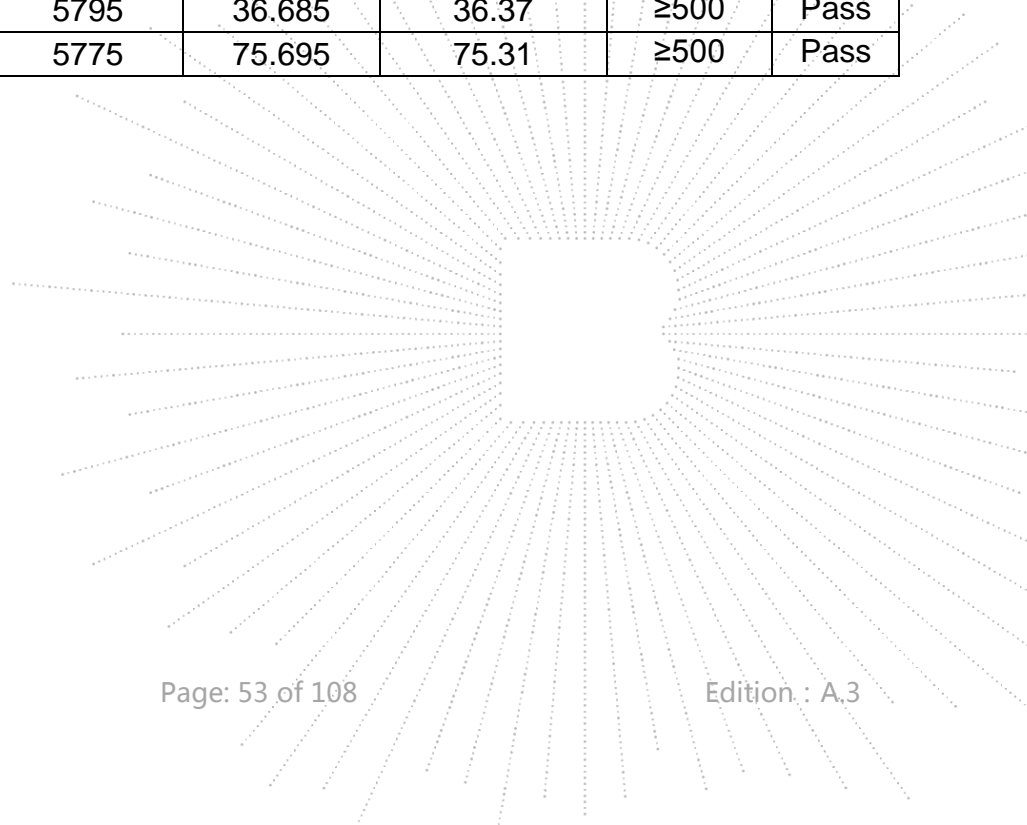 5795 36.685 36.37 ≥500 Pass
5775 75.695 75.31 ≥500 Pass
Page: 53 of 108 Edition : A.3